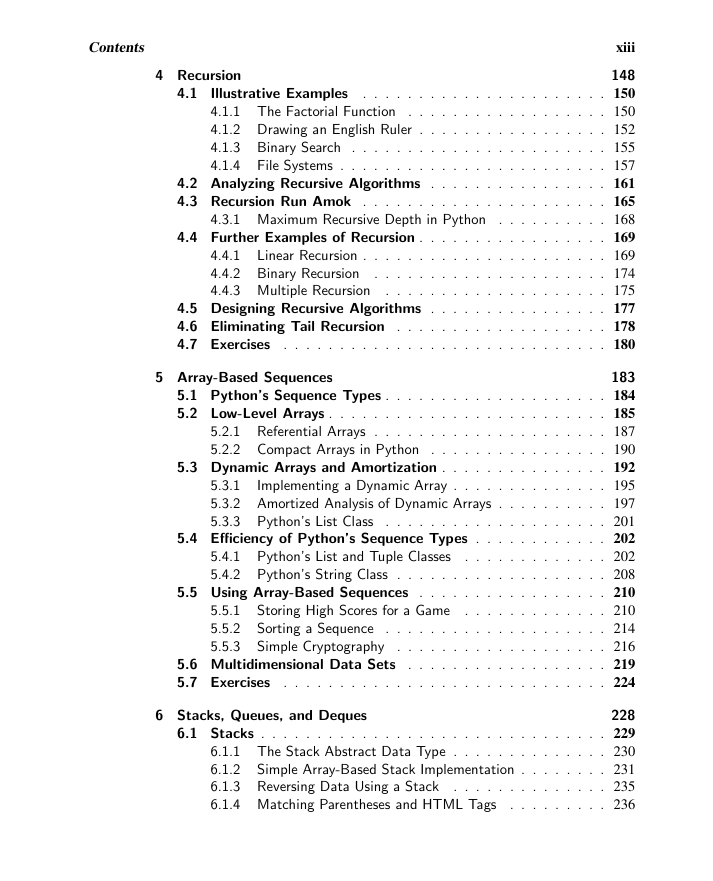 Contents xiii
4 Recursion 148
4.1 Illustrative Examples . . . . . . . . . . . . . . . . . . . . . . 150
4.1.1 The Factorial Function . . . . . . . . . . . . . . . . . . 150
4.1.2 Drawing an English Ruler . . . . . . . . . . . . . . . . . 152
4.1.3 Binary Search . . . . . . . . . . . . . . . . . . . . . . . 155
4.1.4 File Systems . . . . . . . . . . . . . . . . . . . . . . . . 157
4.2 Analyzing Recursive Algorithms . . . . . . . . . . . . . . . . 161
4.3 Recursion Run Amok . . . . . . . . . . . . . . . . . . . . . . 165
4.3.1 Maximum Recursive Depth in Python . . . . . . . . . . 168
4.4 Further Examples of Recursion . . . . . . . . . . . . . . . . . 169
4.4.1 Linear Recursion . . . . . . . . . . . . . . . . . . . . . . 169
4.4.2 Binary Recursion . . . . . . . . . . . . . . . . . . . . . 174
4.4.3 Multiple Recursion . . . . . . . . . . . . . . . . . . . . 175
4.5 Designing Recursive Algorithms . . . . . . . . . . . . . . . . 177
4.6 Eliminating Tail Recursion . . . . . . . . . . . . . . . . . . . 178
4.7 Exercises . . . . . . . . . . . . . . . . . . . . . . . . . . . . . 180
5 Array-Based Sequences 183
5.1 Python's Sequence Types . . . . . . . . . . . . . . . . . . . . 184
5.2 Low-Level Arrays . . . . . . . . . . . . . . . . . . . . . . . . . 185
5.2.1 Referential Arrays . . . . . . . . . . . . . . . . . . . . . 187
5.2.2 Compact Arrays in Python . . . . . . . . . . . . . . . . 190
5.3 Dynamic Arrays and Amortization . . . . . . . . . . . . . . . 192
5.3.1 Implementing a Dynamic Array . . . . . . . . . . . . . . 195
5.3.2 Amortized Analysis of Dynamic Arrays . . . . . . . . . . 197
5.3.3 Python's List Class . . . . . . . . . . . . . . . . . . . . 201
5.4 Efficiency of Python's Sequence Types . . . . . . . . . . . . 202
5.4.1 Python's List and Tuple Classes . . . . . . . . . . . . . 202
5.4.2 Python's String Class . . . . . . . . . . . . . . . . . . . 208
5.5 Using Array-Based Sequences . . . . . . . . . . . . . . . . . 210
5.5.1 Storing High Scores for a Game . . . . . . . . . . . . . 210
5.5.2 Sorting a Sequence . . . . . . . . . . . . . . . . . . . . 214
5.5.3 Simple Cryptography . . . . . . . . . . . . . . . . . . . 216
5.6 Multidimensional Data Sets . . . . . . . . . . . . . . . . . . 219
5.7 Exercises . . . . . . . . . . . . . . . . . . . . . . . . . . . . . 224
6 Stacks, Queues, and Deques 228
6.1 Stacks . . . . . . . . . . . . . . . . . . . . . . . . . . . . . . . 229
6.1.1 The Stack Abstract Data Type . . . . . . . . . . . . . . 230
6.1.2 Simple Array-Based Stack Implementation . . . . . . . . 231
6.1.3 Reversing Data Using a Stack . . . . . . . . . . . . . . 235
6.1.4 Matching Parentheses and HTML Tags . . . . . . . . . 236